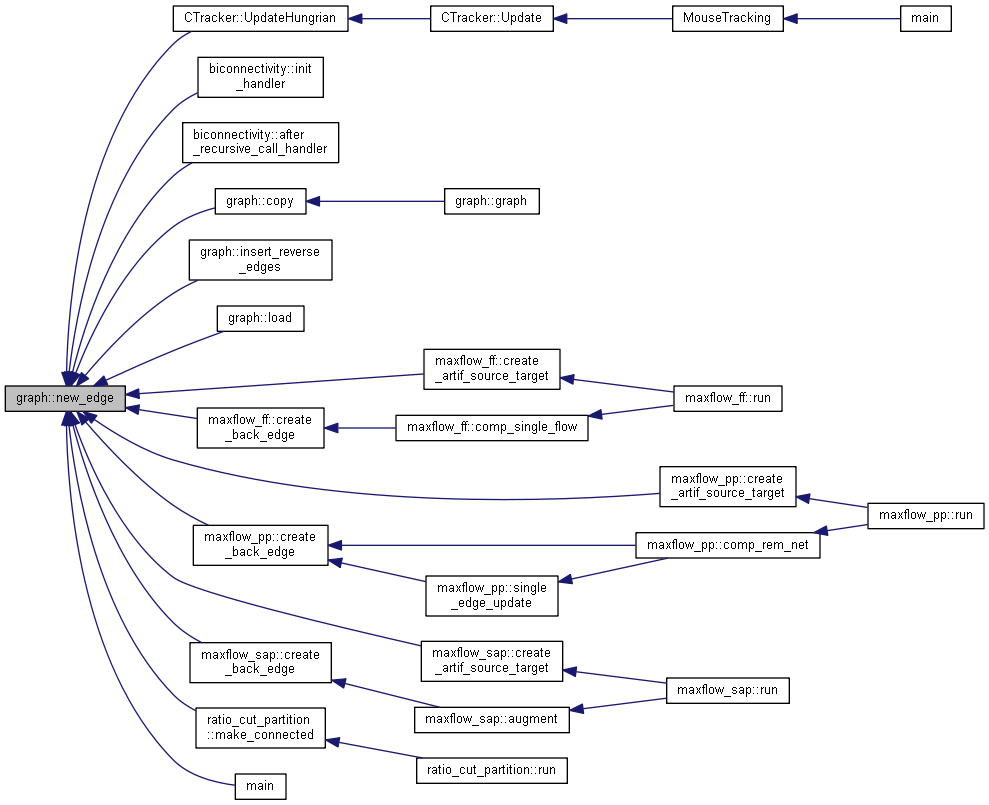 CTracker::UpdateHungrian
CTracker::Update
MouseTracking
main
biconnectivity::init
_handler
biconnectivity::after
_recursive_call_handler
graph::copy
graph::graph
graph::insert_reverse
_edges
graph::load
graph::new_edge
maxflow_ff::create
_artif_source_target
maxflow_ff::run
maxflow_ff::create
_back_edge
maxflow_ff::comp_single_flow
maxflow_pp::create
_artif_source_target
maxflow_pp::run
maxflow_pp::create
_back_edge
maxflow_pp::comp_rem_net
maxflow_pp::single
_edge_update
maxflow_sap::create
_back_edge
maxflow_sap::create
_artif_source_target
maxflow_sap::run
maxflow_sap::augment
ratio_cut_partition
::make_connected
ratio_cut_partition::run
main